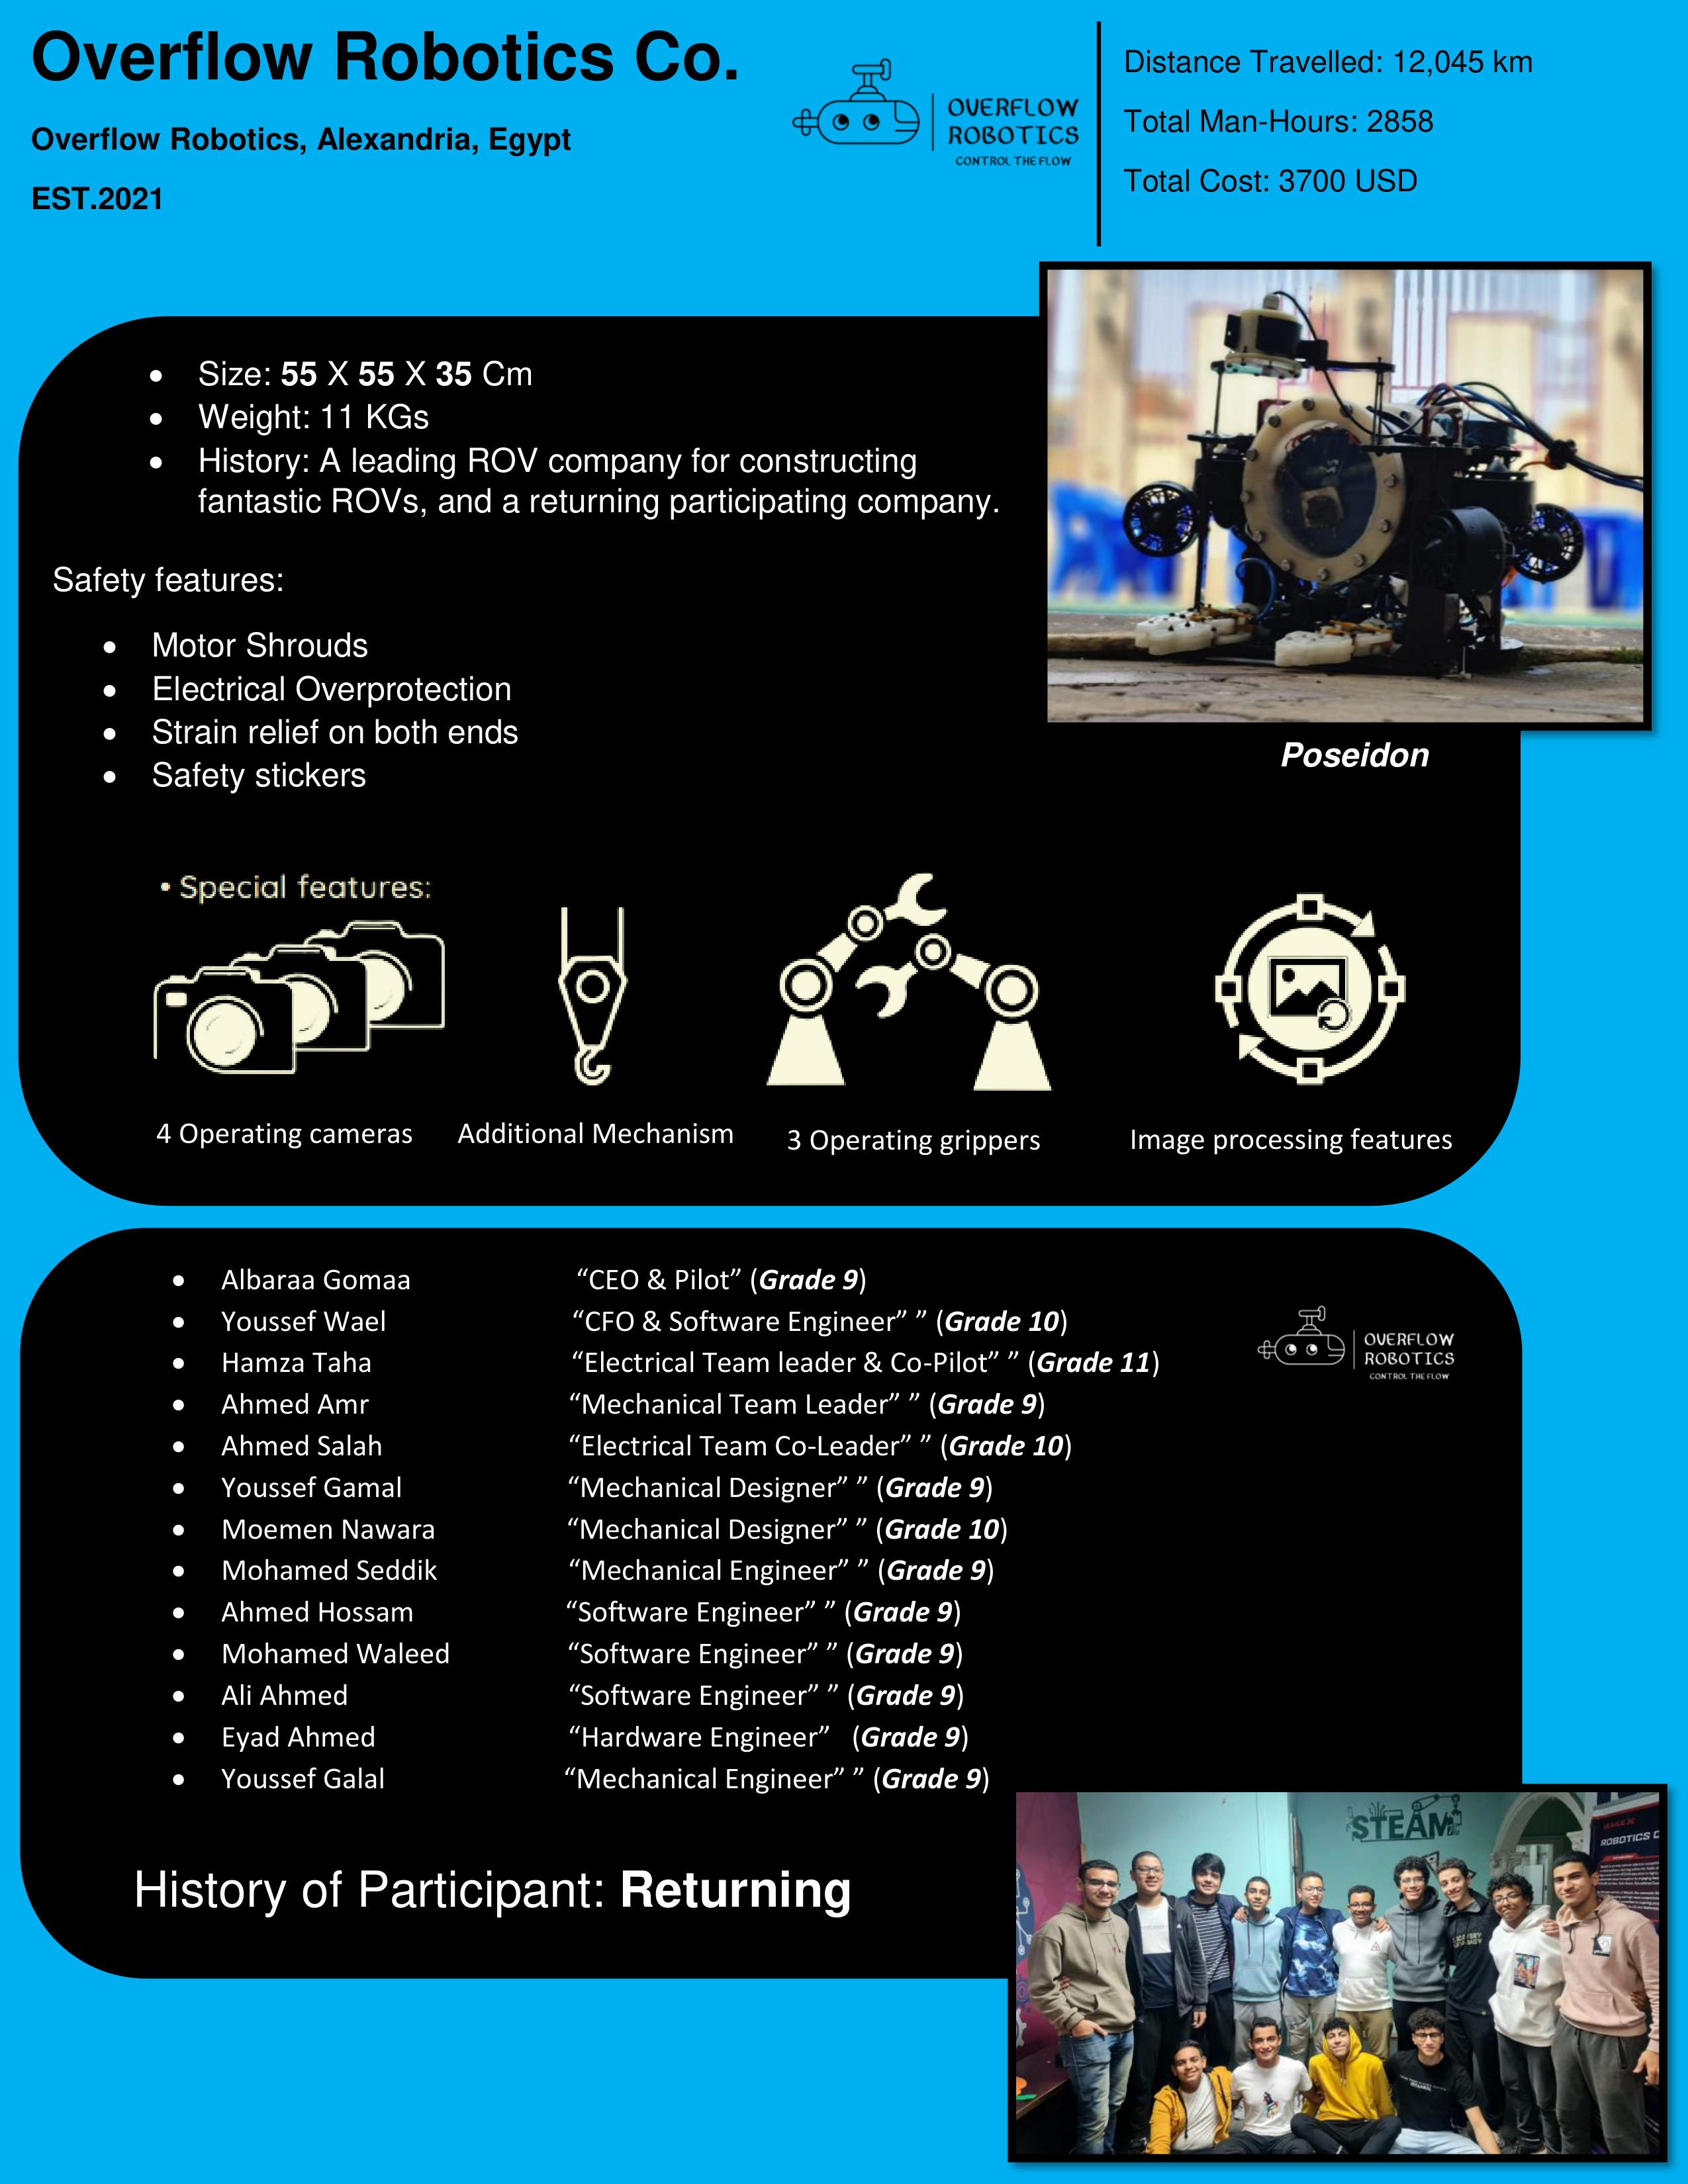 Overflow Robotics Co.
Overflow Robotics, Alexandria, Egypt
EST.2021
OVERFLOW
ROBOTICS
CONTROL THE FLOW
Distance Travelled: 12,045 km
Total Man-Hours: 2858
Total Cost: 3700 USD
• Size: 55 X 55 X 35 Cm
• Weight: 11 KGs
• History: A leading ROV company for constructing
fantastic ROVs, and a returning participating company.
Safety features:
• Motor Shrouds
• Electrical Overprotection
• Strain relief on both ends
• Safety stickers
Poseidon
• Special features:
4 Operating cameras
Additional Mechanism
3 Operating grippers
Image processing features
• Albaraa Gomaa “CEO & Pilot” (Grade 9)
• Youssef Wael “CFO & Software Engineer” ” (Grade 10)
• Hamza Taha “Electrical Team leader & Co-Pilot” ” (Grade 11)
• Ahmed Amr “Mechanical Team Leader” ” (Grade 9)
• Ahmed Salah “Electrical Team Co-Leader” ” (Grade 10)
• Youssef Gamal “Mechanical Designer” ” (Grade 9)
• Moemen Nawara “Mechanical Designer” ” (Grade 10)
• Mohamed Seddik “Mechanical Engineer” ” (Grade 9)
• Ahmed Hossam “Software Engineer” ” (Grade 9)
• Mohamed Waleed “Software Engineer” ” (Grade 9)
• Ali Ahmed “Software Engineer” ” (Grade 9)
• Eyad Ahmed “Hardware Engineer” (Grade 9)
• Youssef Galal “Mechanical Engineer” ” (Grade 9)
OVERFLOW
ROBOTICS
CONTROL THE FLOW
History of Participant: Returning
STEAM
MAKEX
ROBOTICS C